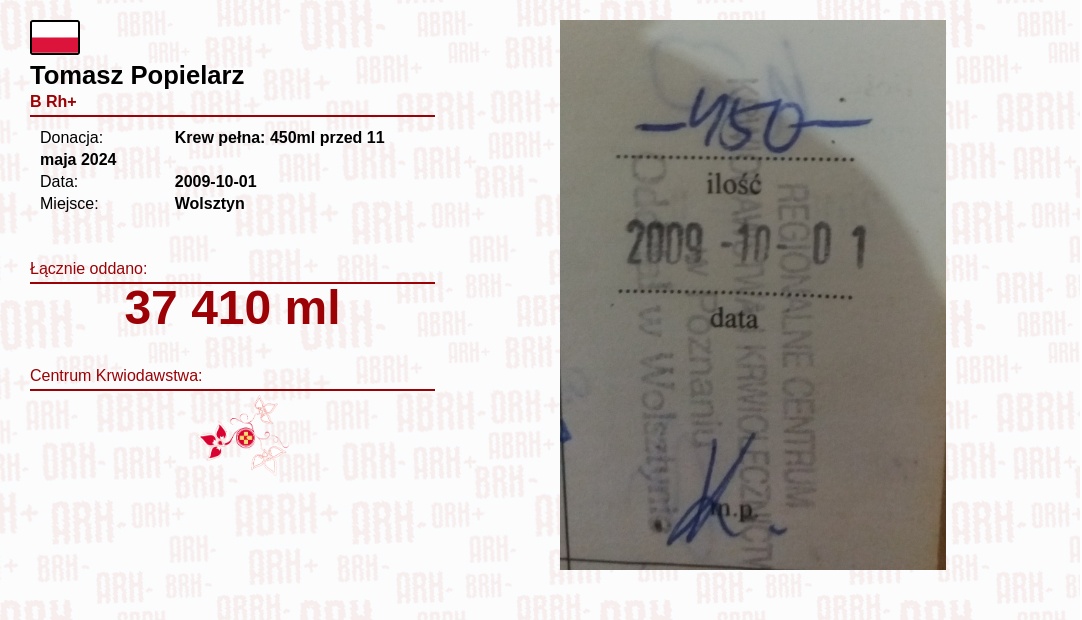 Tomasz Popielarz
B Rh+
Donacja: Krew pełna: 450ml przed 11
maja 2024
Data: 2009-10-01
Miejsce: Wolsztyn
Łącznie oddano:
37 410 ml
Centrum Krwiodawstwa:
450
ilość
2009-10-01
data
m.p.
REGIONALNE CENTRUM
KRWIODAWSTWA I KRWIOLECZNICTW
w Poznaniu
Oddział w Wolsztynie